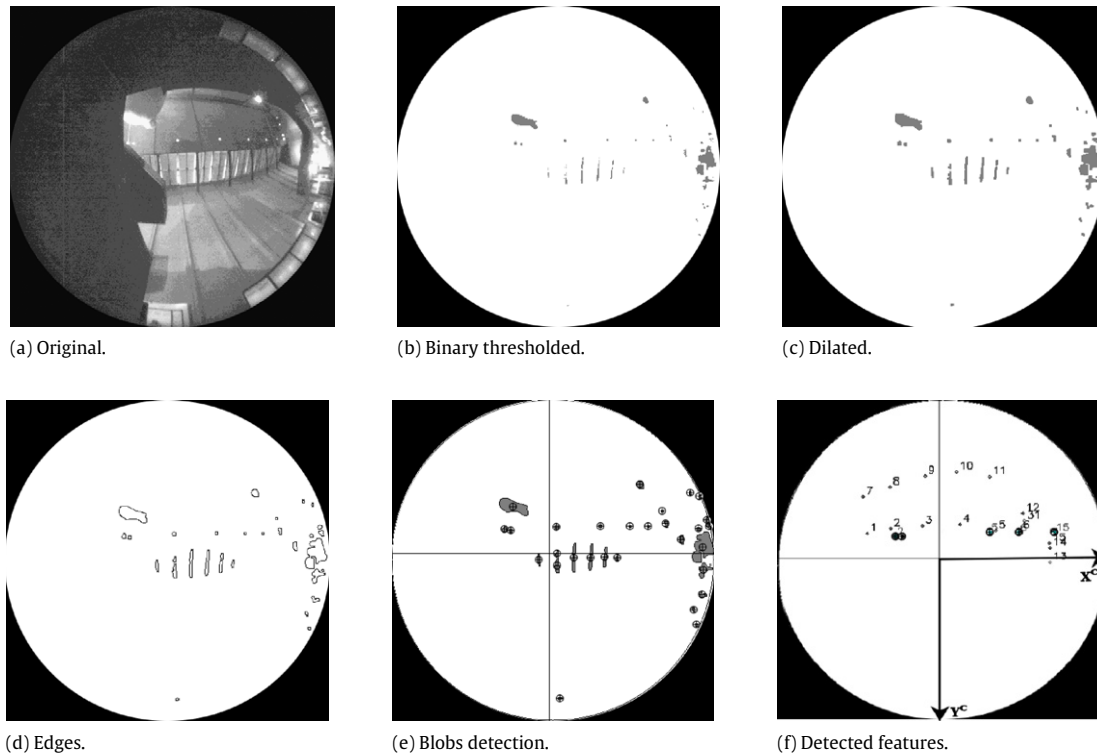 (a) Original.
(b) Binary thresholded.
(c) Dilated.
(d) Edges.
(e) Blobs detection.
10
9
11
8
7
12
31
1
2
3
4
5
6
15
13
X^C
Y^C
(f) Detected features.